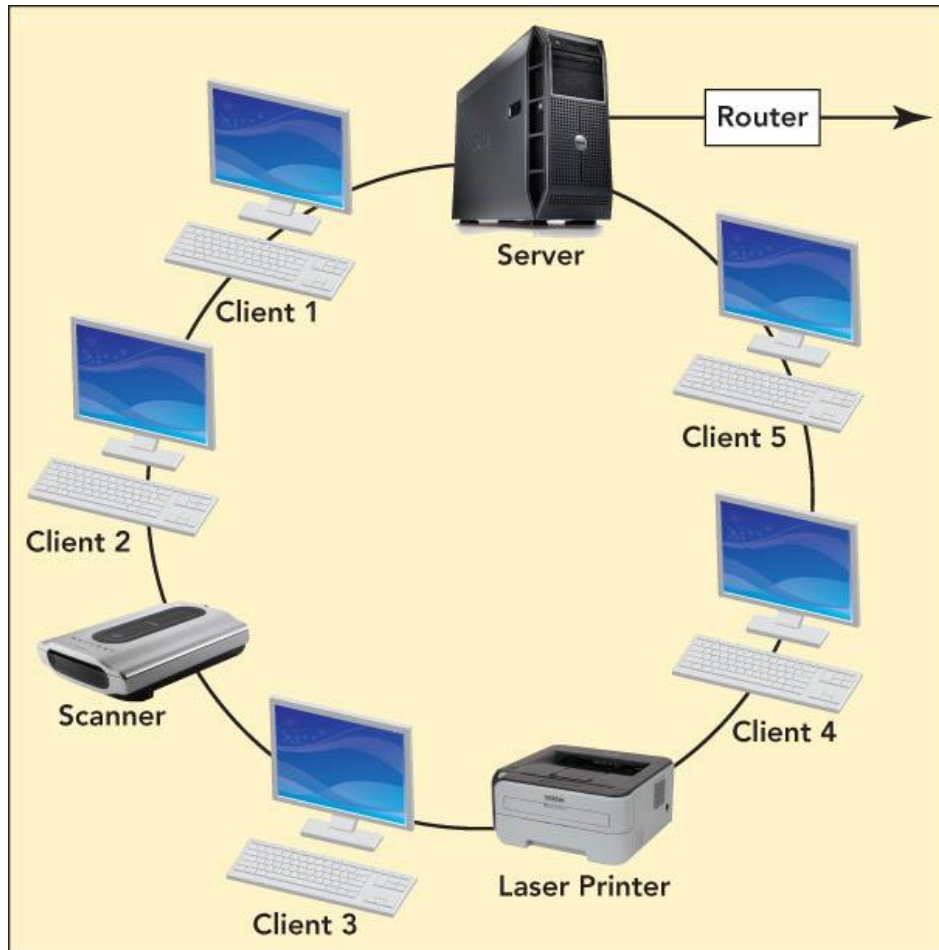 Router
Server
Client 1
Client 5
Client 2
Client 4
Scanner
Laser Printer
Client 3